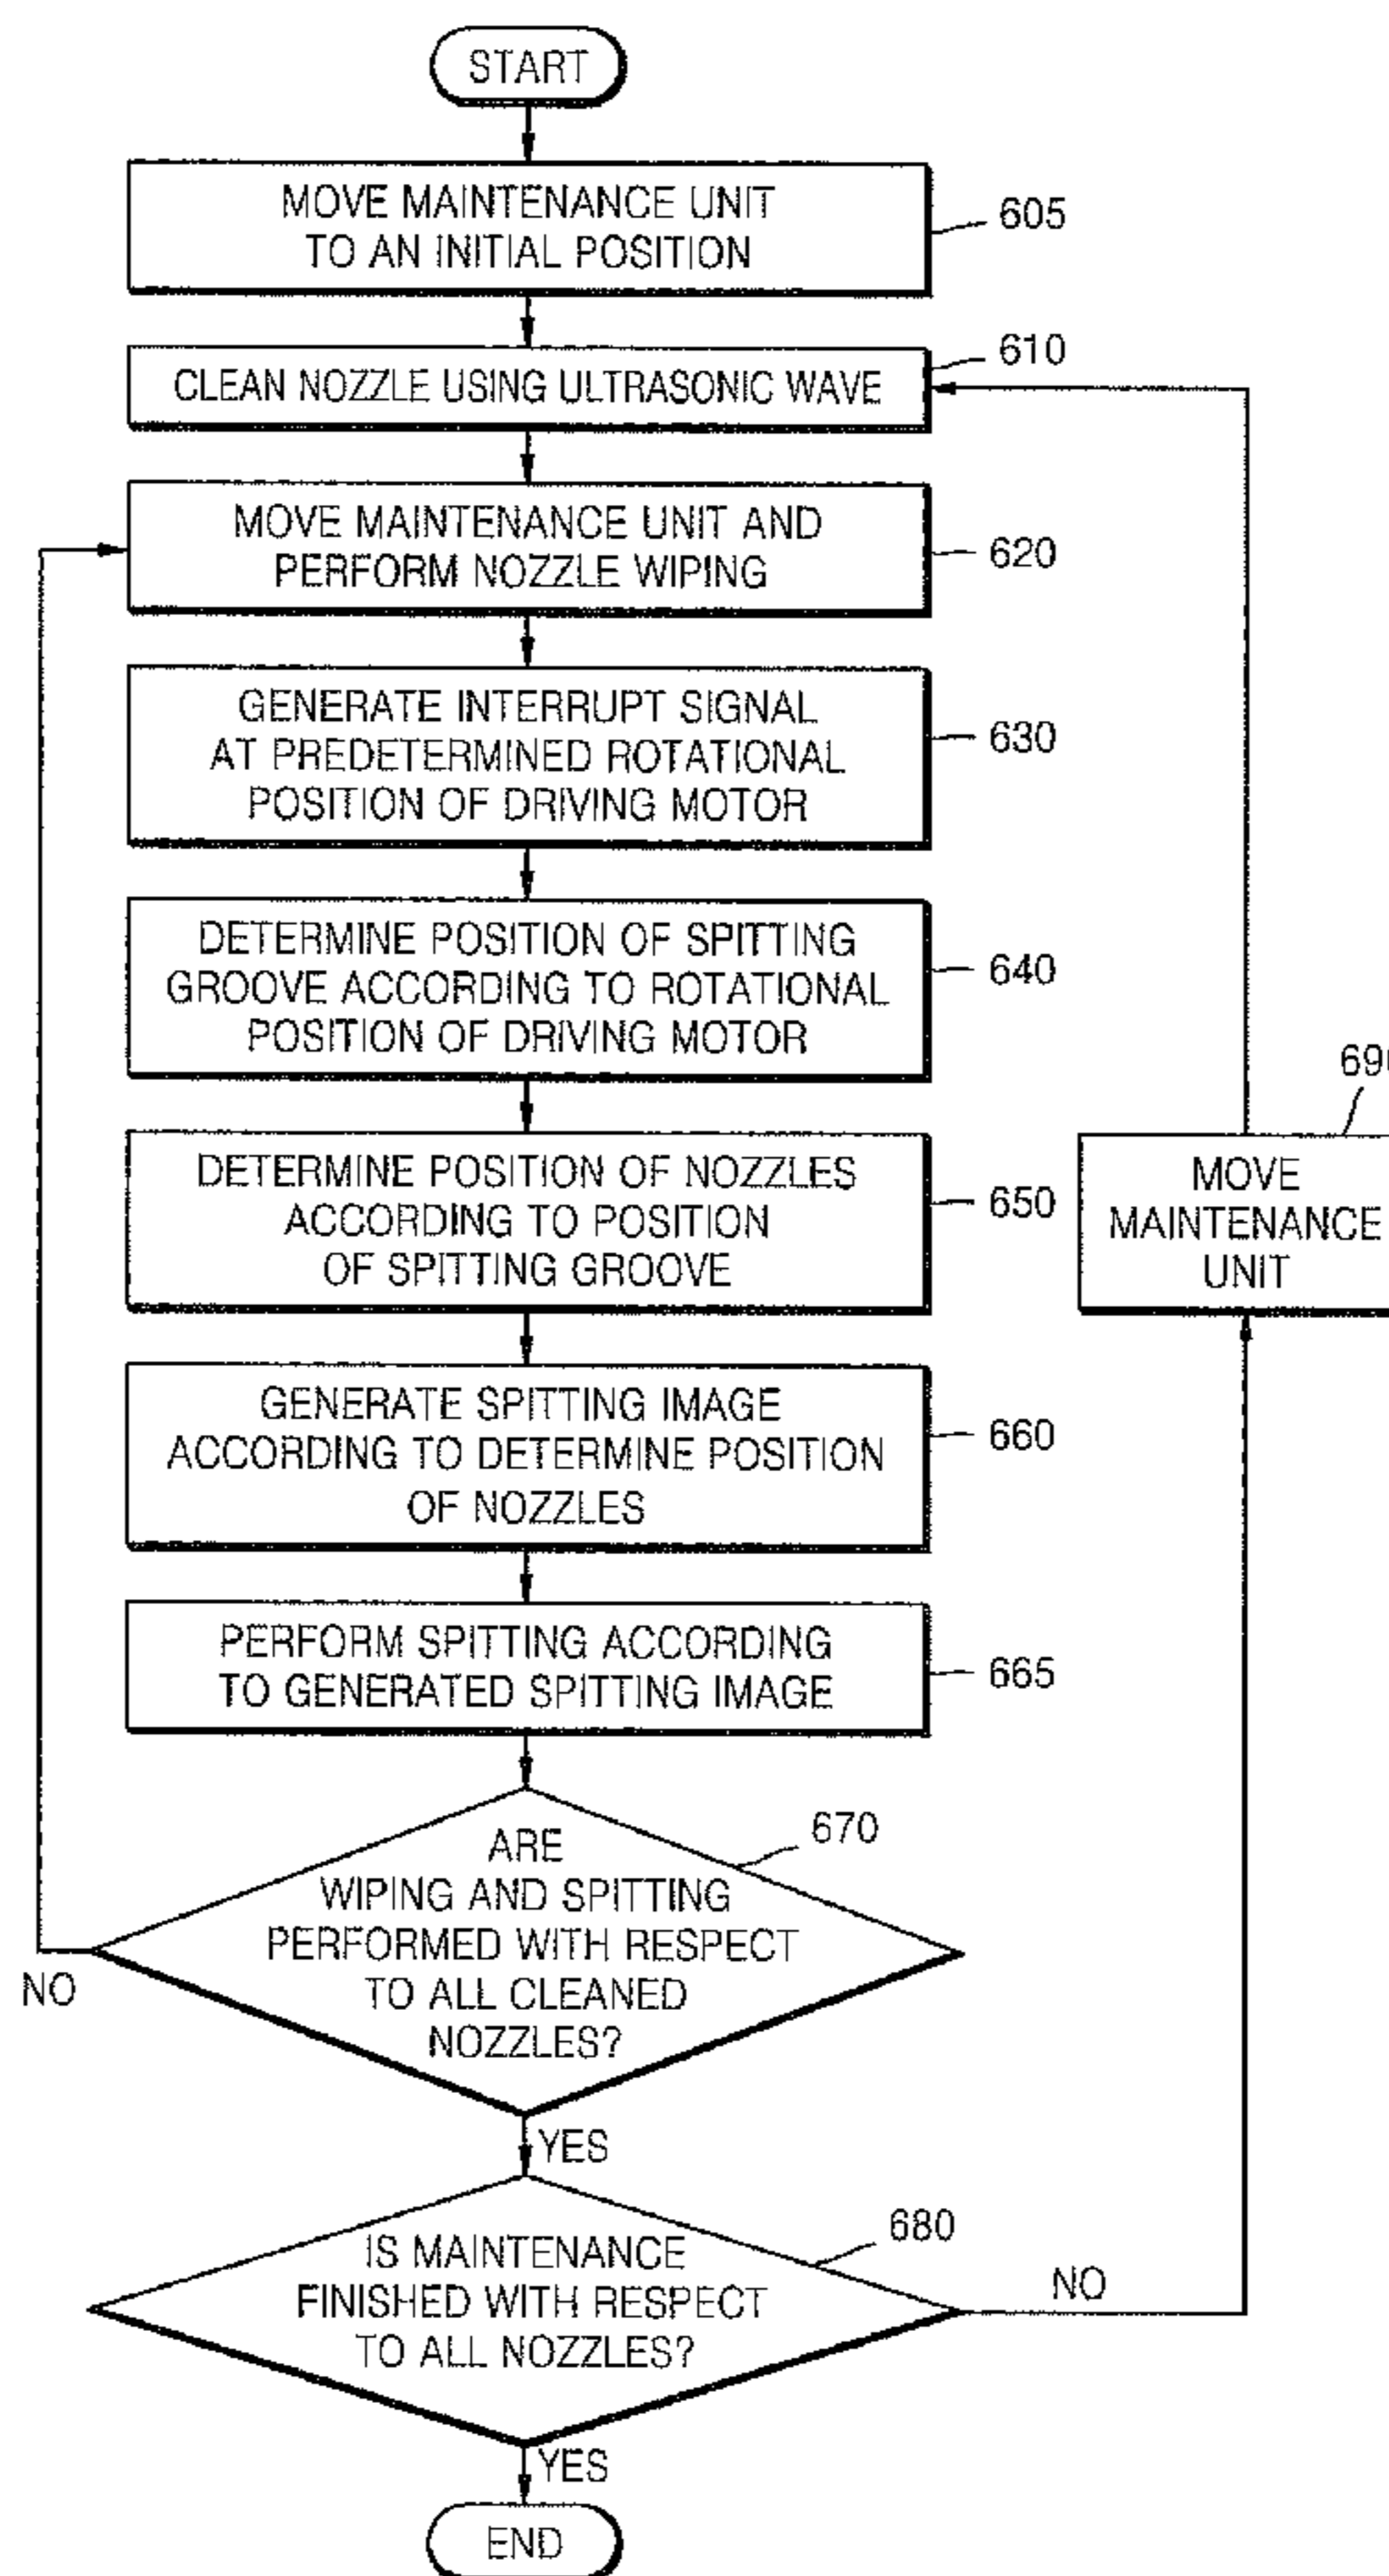 START
MOVE MAINTENANCE UNIT
TO AN INITIAL POSITION
605
CLEAN NOZZLE USING ULTRASONIC WAVE
610
MOVE MAINTENANCE UNIT AND
PERFORM NOZZLE WIPING
620
GENERATE INTERRUPT SIGNAL
AT PREDETERMINED ROTATIONAL
POSITION OF DRIVING MOTOR
630
DETERMINE POSITION OF SPITTING
GROOVE ACCORDING TO ROTATIONAL
POSITION OF DRIVING MOTOR
640
DETERMINE POSITION OF NOZZLES
ACCORDING TO POSITION
OF SPITTING GROOVE
650
MOVE
MAINTENANCE
UNIT
GENERATE SPITTING IMAGE
ACCORDING TO DETERMINE POSITION
OF NOZZLES
660
PERFORM SPITTING ACCORDING
TO GENERATED SPITTING IMAGE
665
ARE
WIPING AND SPITTING
PERFORMED WITH RESPECT
TO ALL CLEANED
NOZZLES?
670
NO
YES
IS MAINTENANCE
FINISHED WITH RESPECT
TO ALL NOZZLES?
680
NO
YES
END